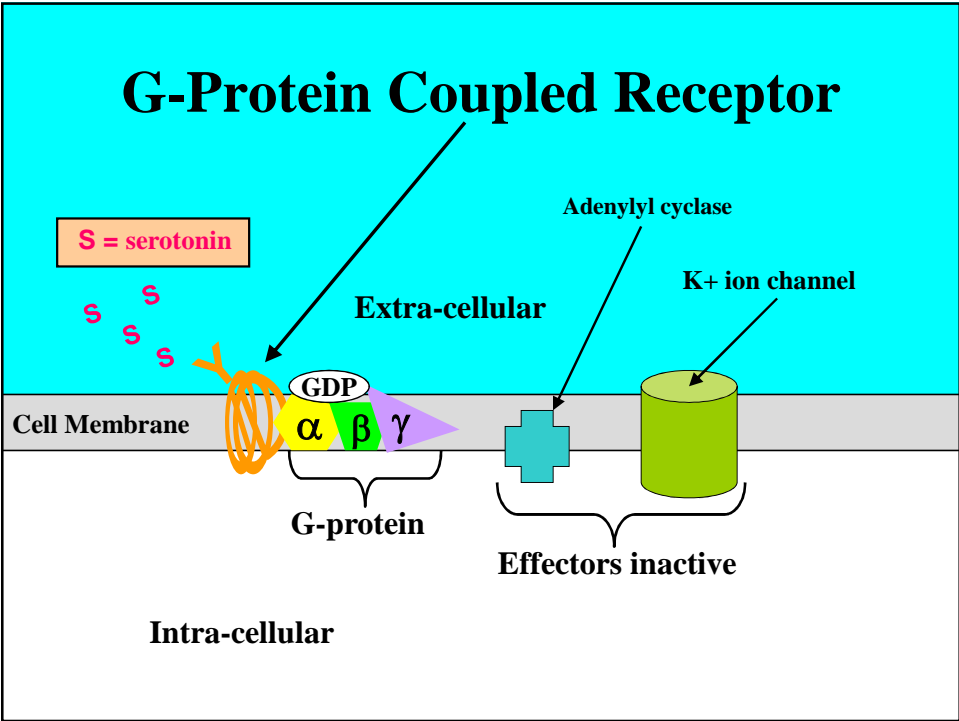 G-Protein Coupled Receptor
Adenylyl cyclase
S = serotonin
K+ ion channel
S
S
Extra-cellular
S
S
GDP
Cell Membrane
α
β
γ
G-protein
Effectors inactive
Intra-cellular